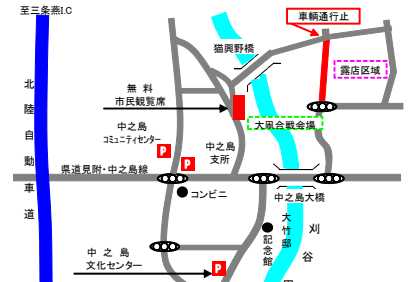 至三条燕I.C
車輌通行止
猫興野橋
露店区域
北陸自動車道
無 料
市民観覧席
大凧合戦会場
中之島
コミュニティセンター
中之島
支所
P
P
県道見附・中之島線
コンビニ
中之島大橋
大竹邸
記念館
刈谷
中 之 島
文化センター
P